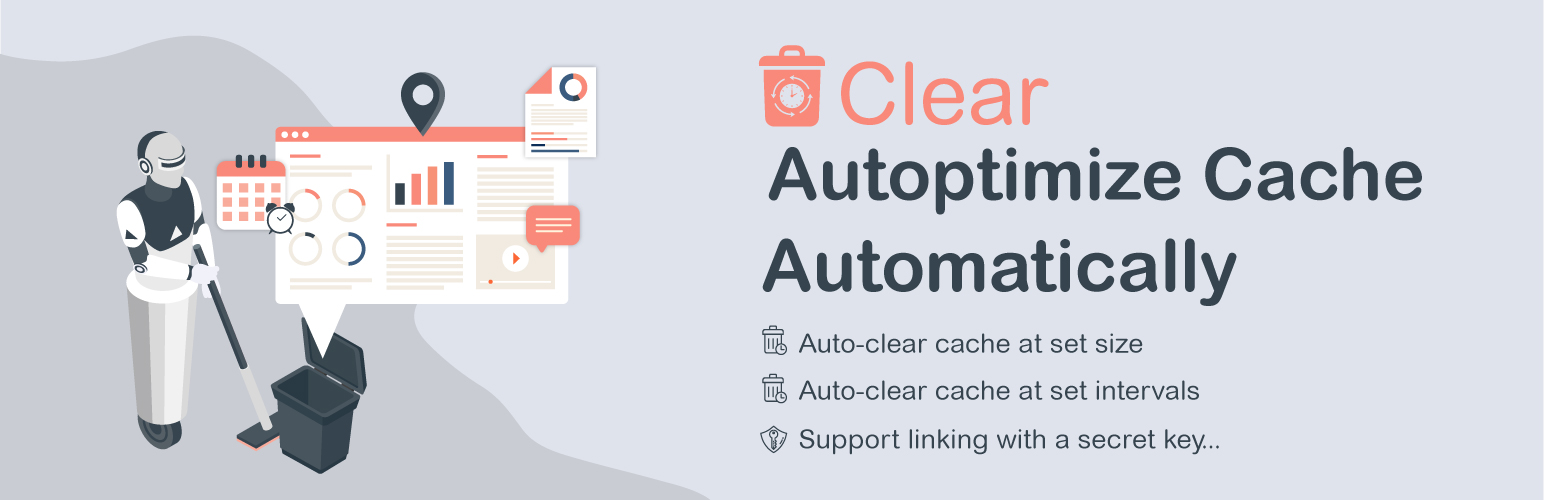 Clear
Autoptimize Cache
Automatically
Auto-clear cache at set size
Auto-clear cache at set intervals
Support linking with a secret key...